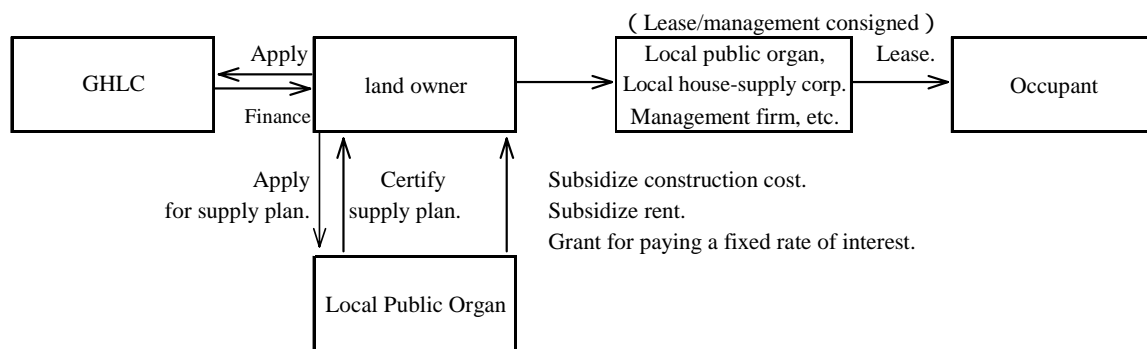 ( Lease/management consigned )
Apply
GHLC
Finance
land owner
Local public organ,
Local house-supply corp.
Management firm, etc.
Lease.
Occupant
Apply
for supply plan.
Certify
supply plan.
Subsidize construction cost.
Subsidize rent.
Grant for paying a fixed rate of interest.
Local Public Organ